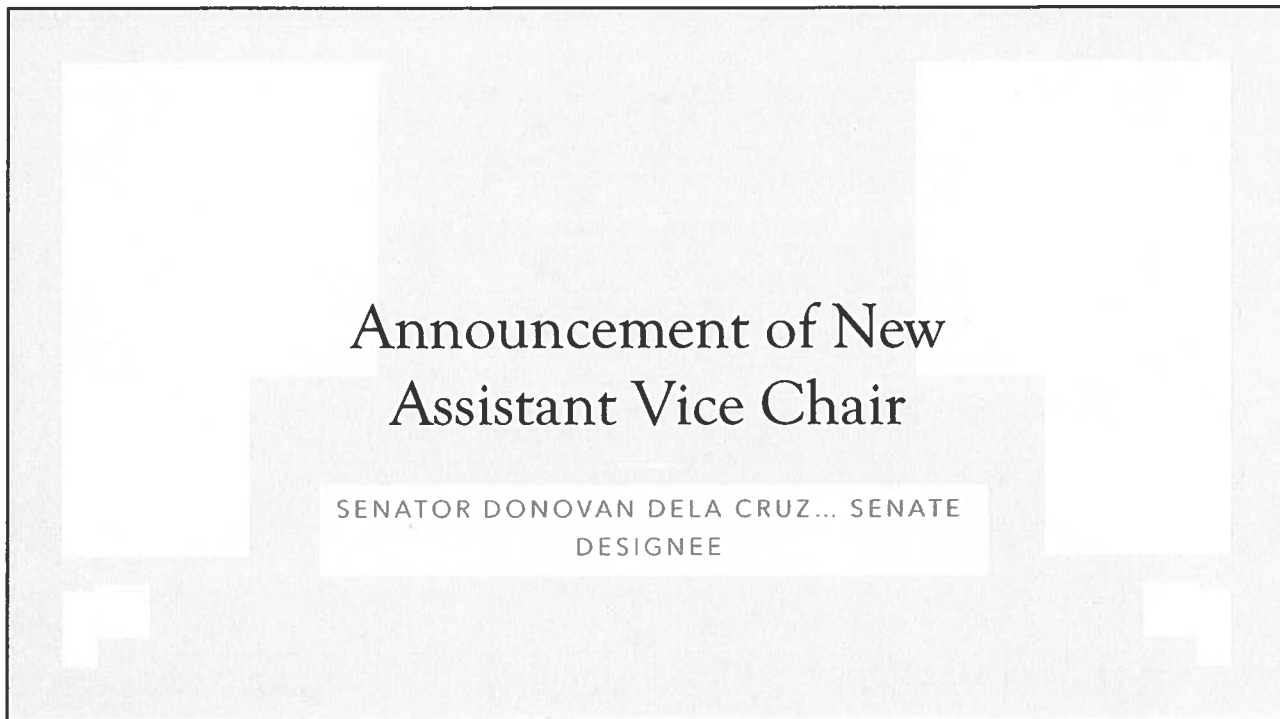 Announcement of New
Assistant Vice Chair
SENATOR DONOVAN DELA CRUZ... SENATE
DESIGNEE